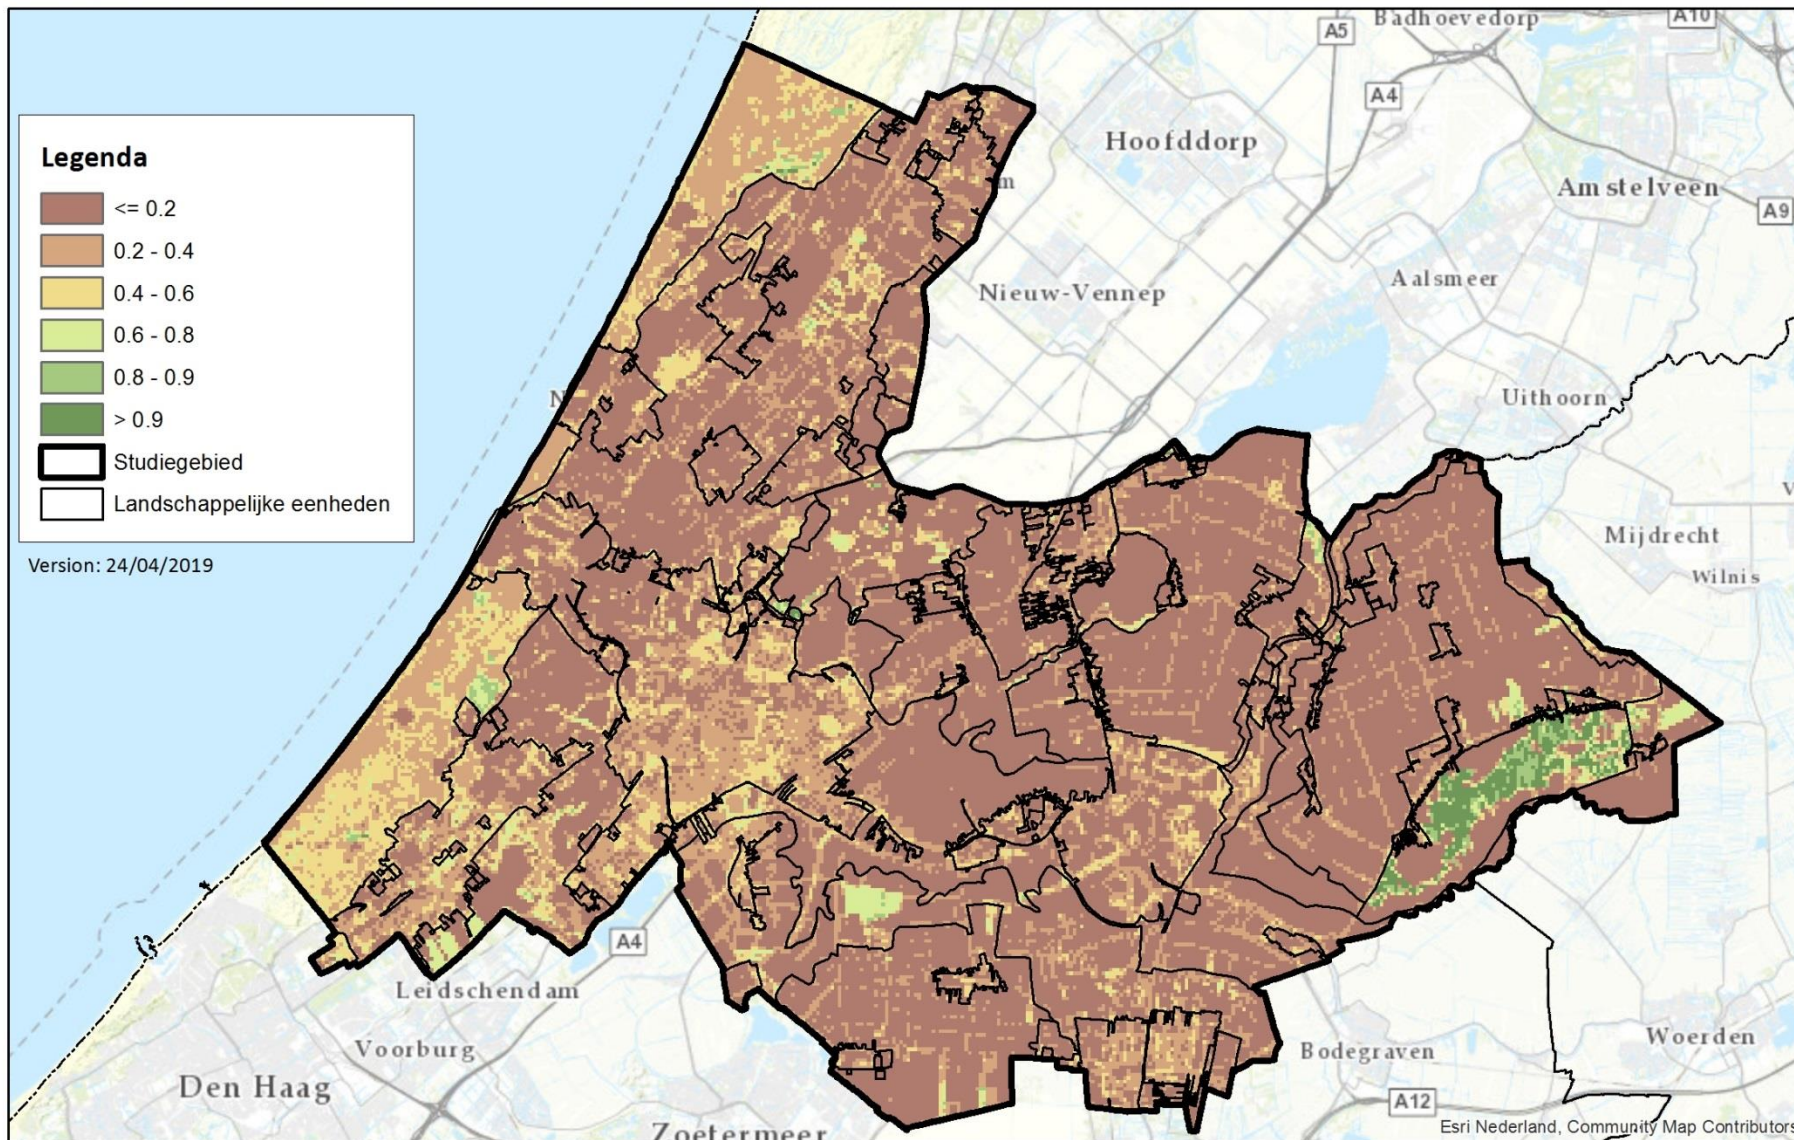 Badhoevedorp
A10
A5
A4
Hoofddorp
Amstelveen
A9
Legenda
<= 0.2
0.2 - 0.4
0.4 - 0.6
0.6 - 0.8
0.8 - 0.9
> 0.9
Studiegebied
Landschappelijke eenheden
Version: 24/04/2019
m
Aalsmeer
Nieuw-Vennep
N
Uithoorn
V
Mijdrecht
Wilnis
A4
Leidschendam
Voorburg
Den Haag
Zoetermeer
Bodegraven
Woerden
A12
Esri Nederland, Community Map Contributors